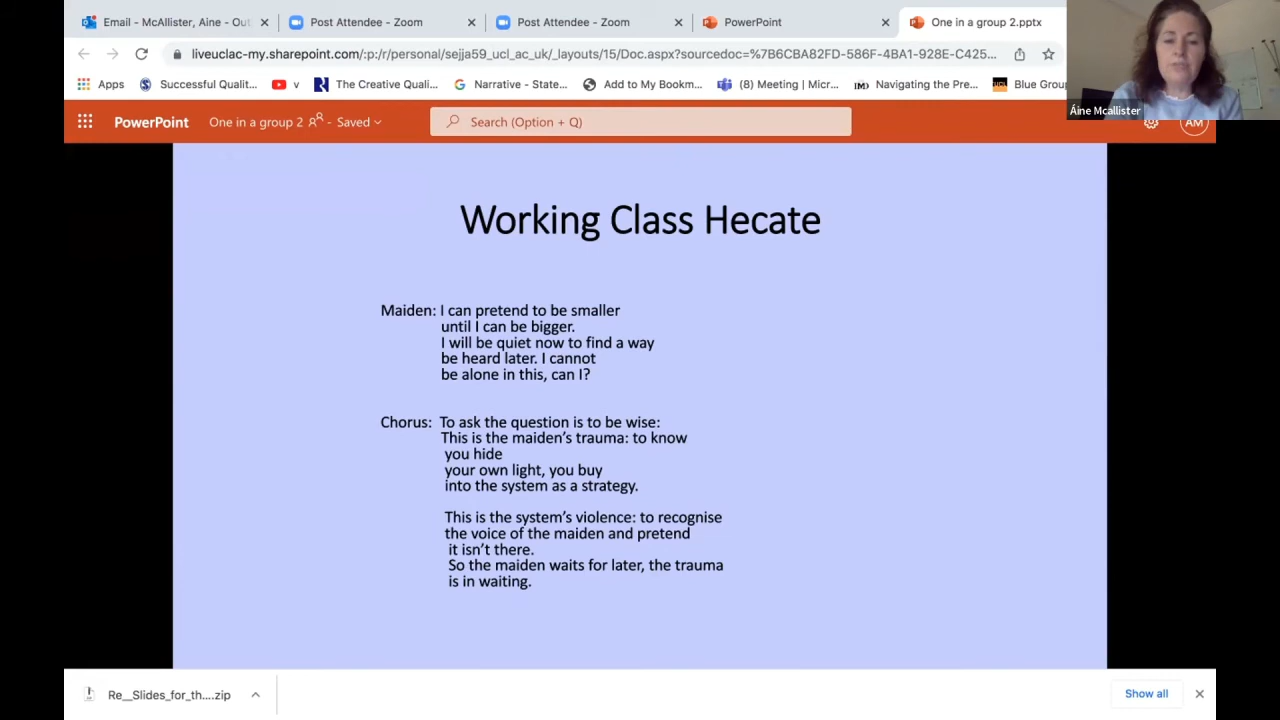 Email - McAllister, Aine - Out
Post Attendee - Zoom
Post Attendee - Zoom
PowerPoint
One in a group 2.pptx
liveuclac-my.sharepoint.com/:p:/r/personal/sejja59_ucl_ac_uk/_layouts/15/Doc.aspx?sourcedoc=%7B6CBA82FD-586F-4BA1-928E-C425...
Apps
Successful Qualit...
v
The Creative Quali...
Narrative - State...
Add to My Bookm...
(8) Meeting | Micr...
Navigating the Pre...
Blue Group
Áine Mcallister
PowerPoint
One in a group 2 - Saved
Search (Option + Q)
AM
Working Class Hecate
Maiden: I can pretend to be smaller
until I can be bigger.
I will be quiet now to find a way
be heard later. I cannot
be alone in this, can I?
Chorus: To ask the question is to be wise:
This is the maiden's trauma: to know
you hide
your own light, you buy
into the system as a strategy.
This is the system's violence: to recognise
the voice of the maiden and pretend
it isn't there.
So the maiden waits for later, the trauma
is in waiting.
Re__Slides_for_th....zip
Show all